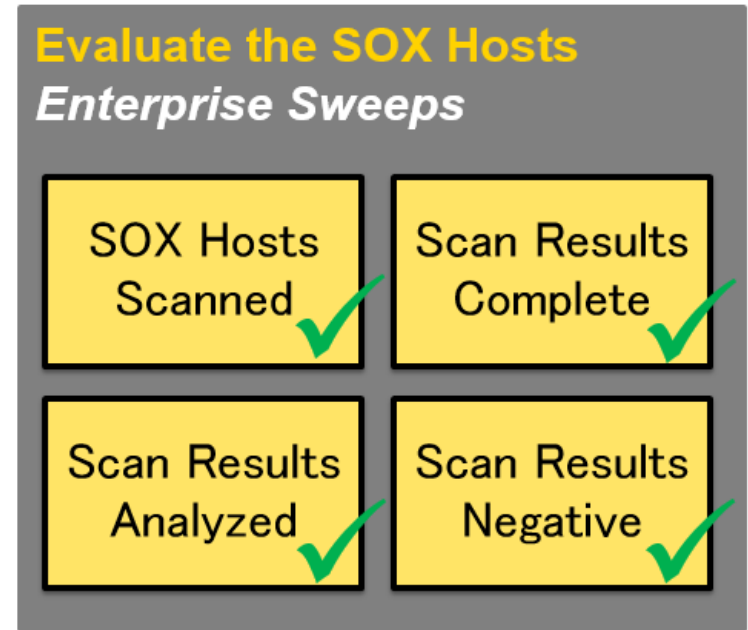 Evaluate the SOX Hosts
Enterprise Sweeps
SOX Hosts
Scanned
Scan Results
Complete
Scan Results
Analyzed
Scan Results
Negative